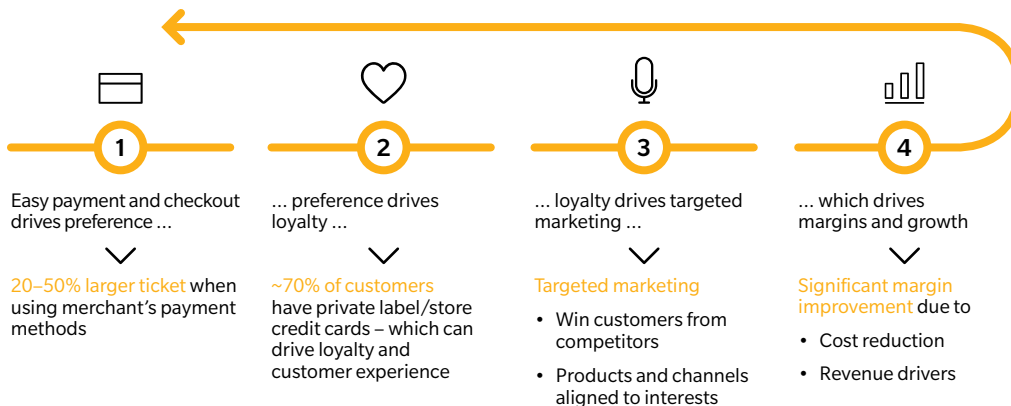 1
Easy payment and checkout
drives preference ...
20–50% larger ticket when
using merchant's payment
methods
2
... preference drives
loyalty ...
~70% of customers
have private label/store
credit cards – which can
drive loyalty and
customer experience
3
... loyalty drives targeted
marketing ...
Targeted marketing
• Win customers from
competitors
• Products and channels
aligned to interests
4
... which drives
margins and growth
Significant margin
improvement due to
• Cost reduction
• Revenue drivers